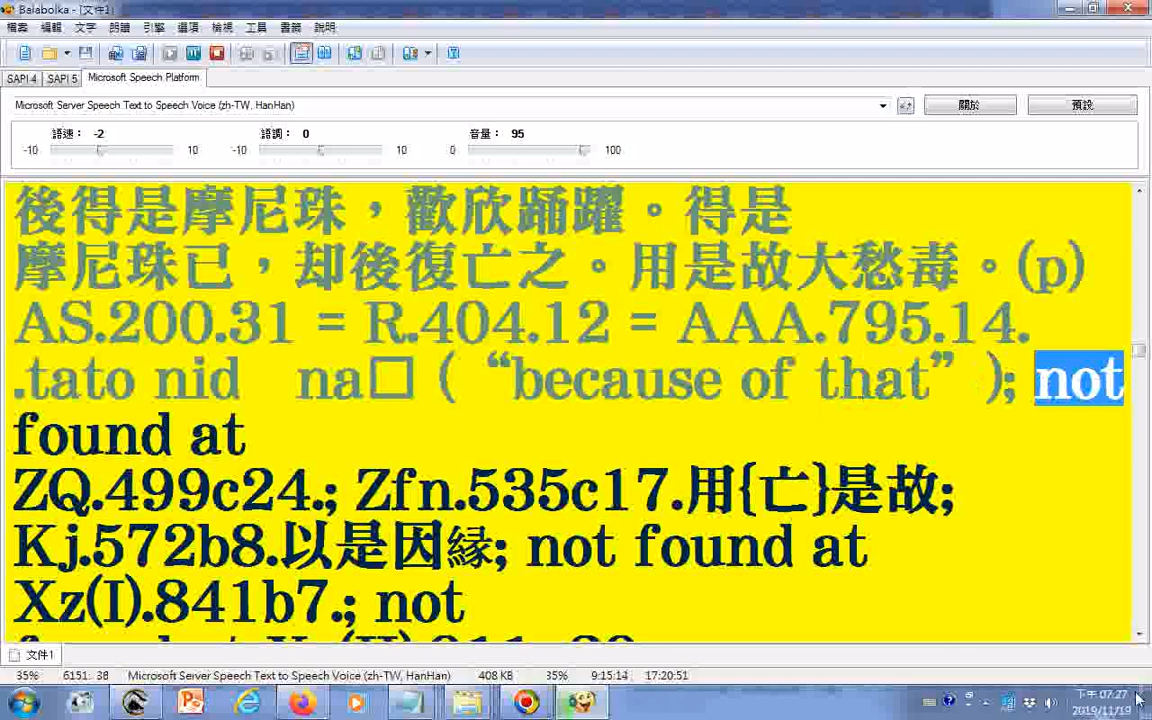 Balabolka - [文件1]
檔案 編輯 文字 朗讀 引擎 選項 檢視 工具 書籤 說明
SAPI 4 SAPI 5 Microsoft Speech Platform
Microsoft Server Speech Text to Speech Voice (zh-TW, HanHan) 關於 預設
語速： -2 語調： 0 音量： 95
-10 10 -10 10 0 100
後得是摩尼珠，歡欣踊躍。得是
摩尼珠已，却後復亡之。用是故大愁毒。(p)
AS.200.31 = R.404.12 = AAA.795.14.
.tato nid na□ (“because of that”); not
found at
ZQ.499c24.; Zfn.535c17.用{亡}是故;
Kj.572b8.以是因縁; not found at
Xz(I).841b7.; not
文件1
35% 6151: 38 Microsoft Server Speech Text to Speech Voice (zh-TW, HanHan) 408 KB 35% 9:15:14 17:20:51
下午 07:27
2019/11/19